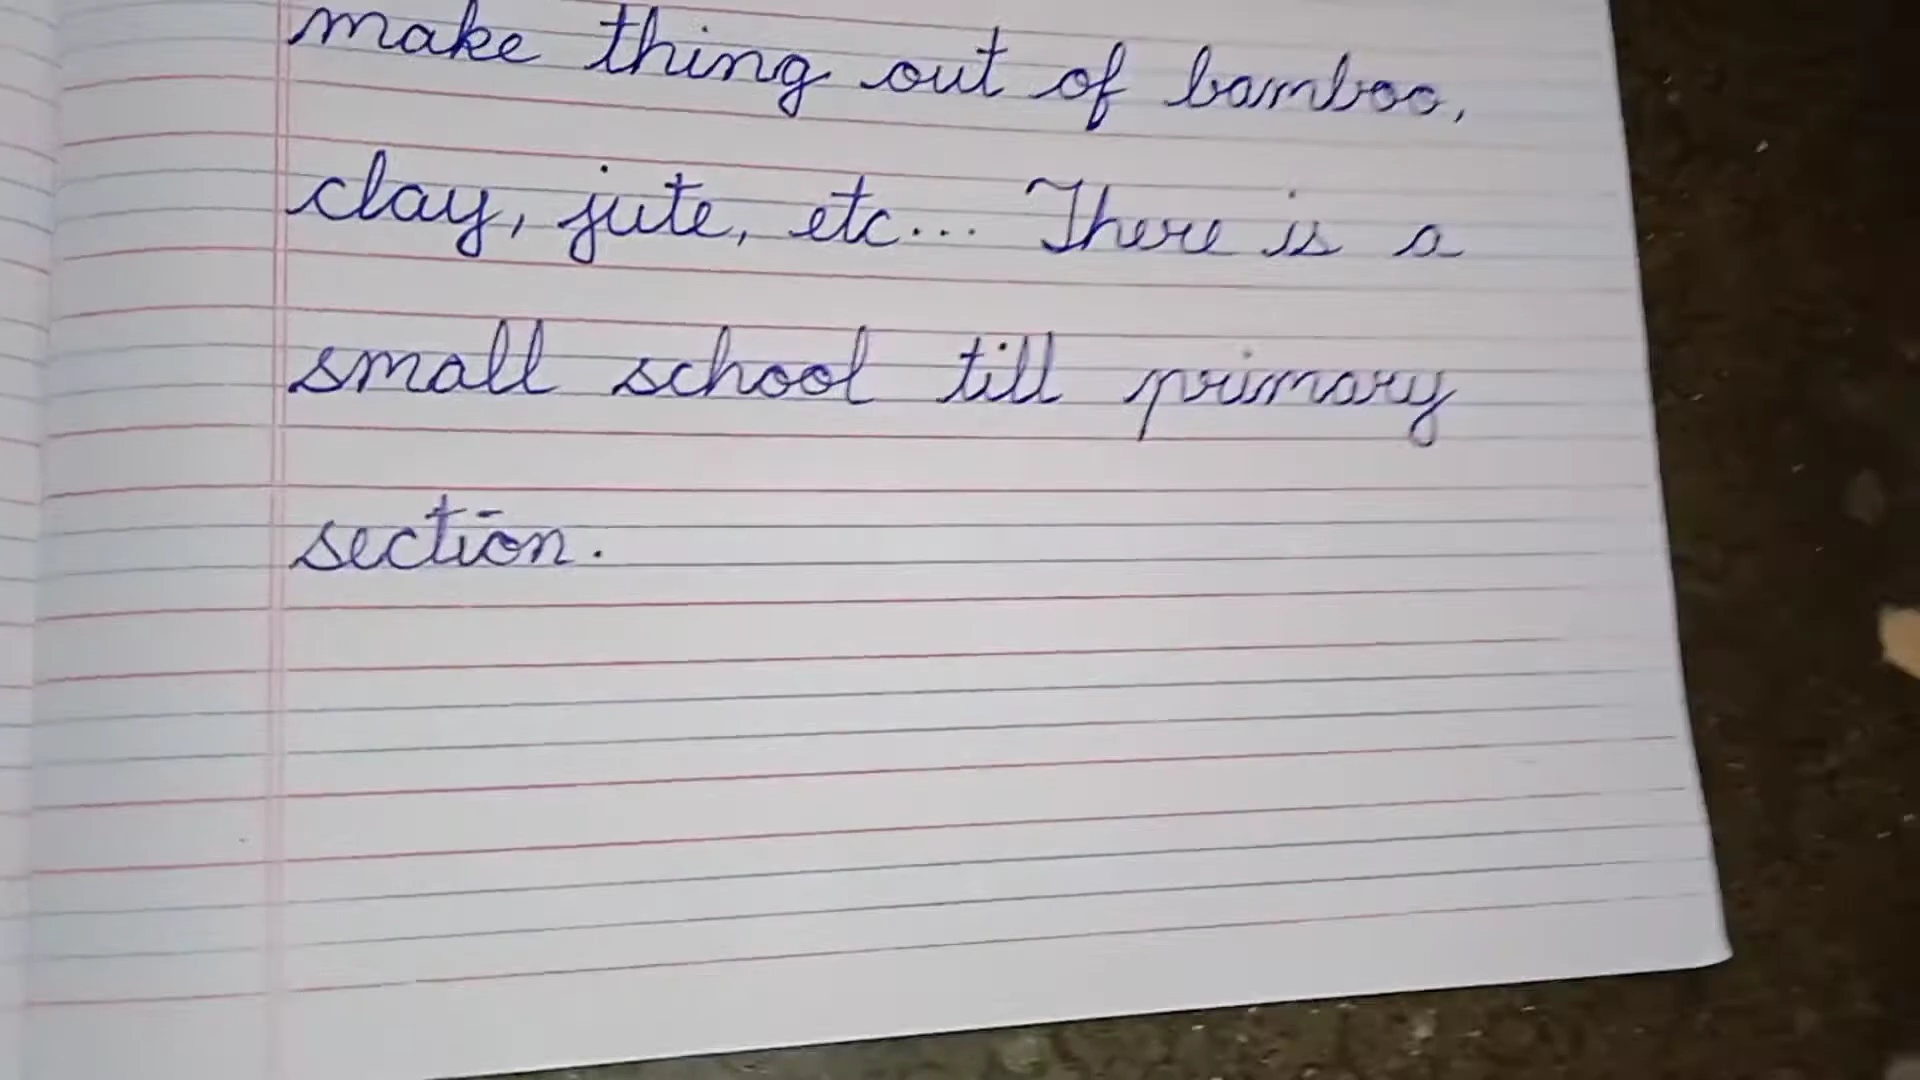 make thing out of bamboo,
clay, jute, etc... There is a
small school till primary
section.